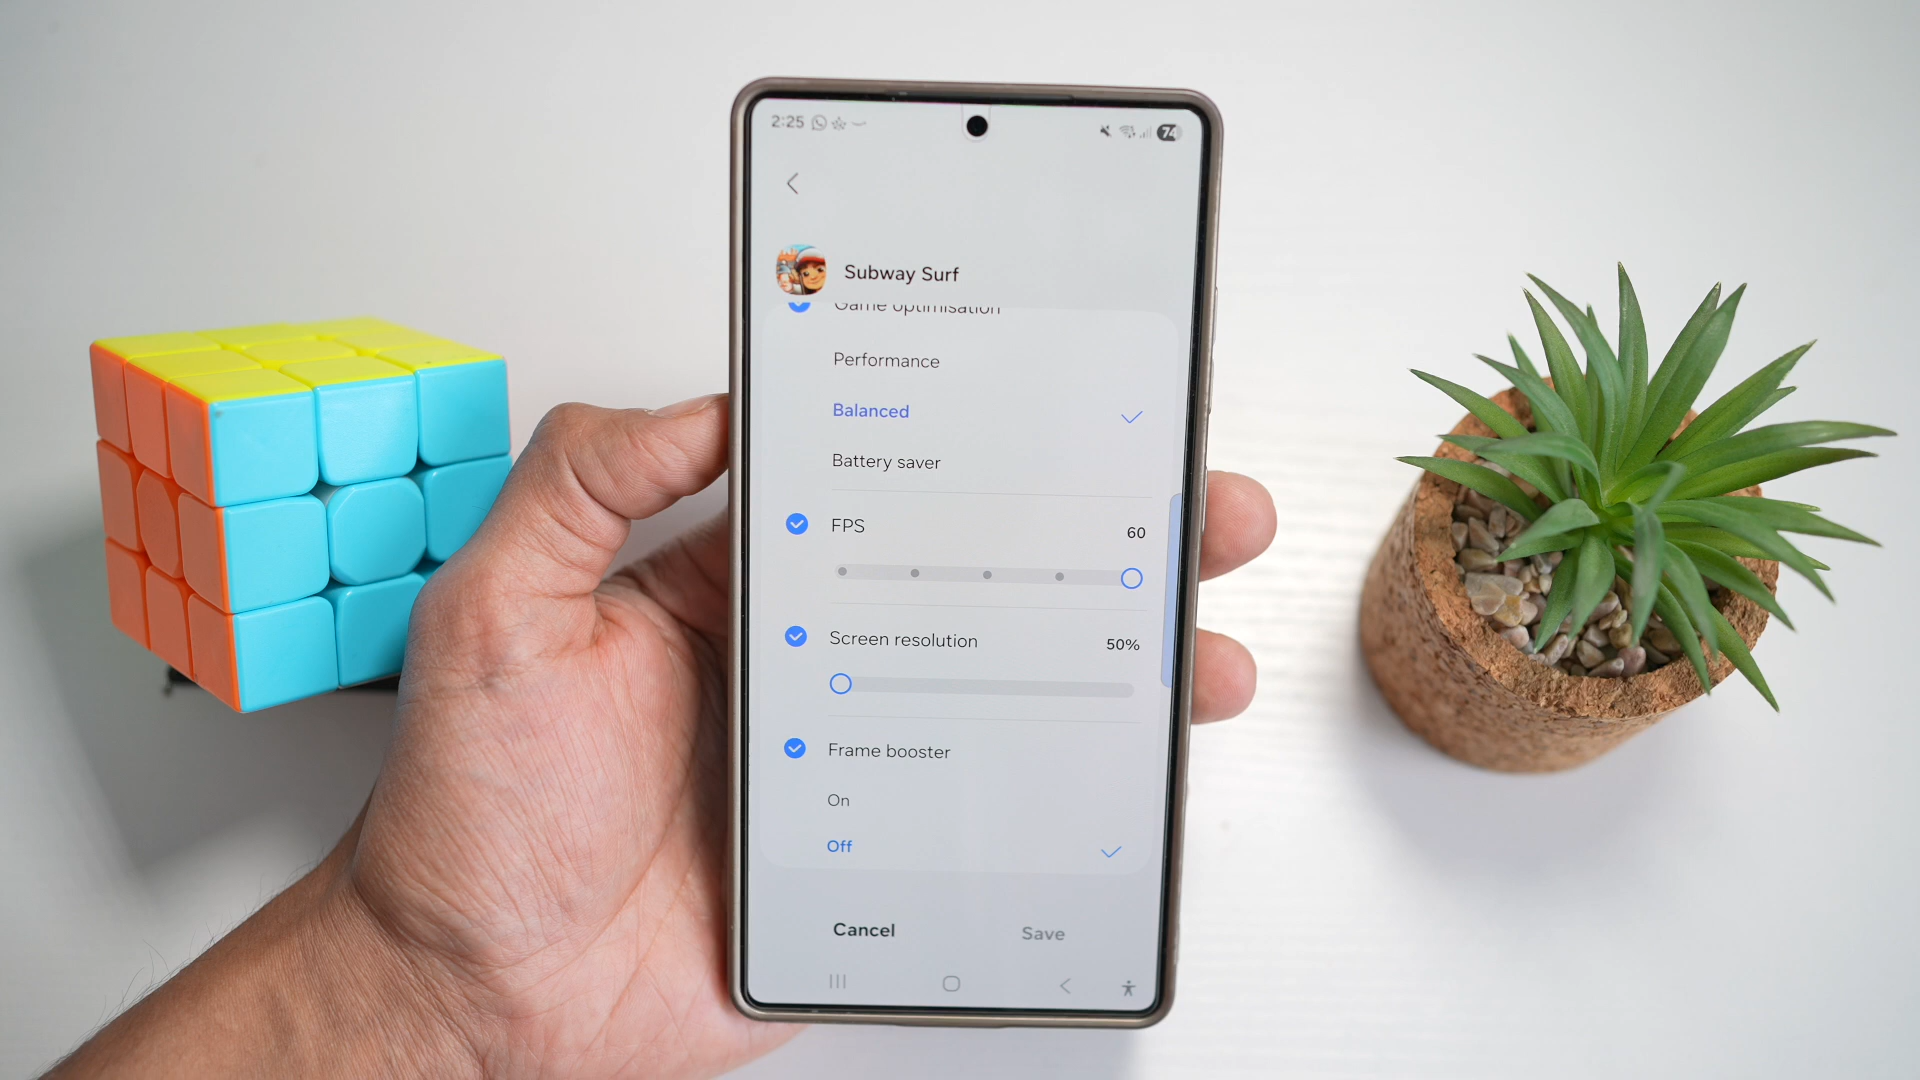 2:25
74
Subway Surf
Game optimisation
Performance
Balanced
Battery saver
FPS
60
Screen resolution
50%
Frame booster
On
Off
Cancel
Save